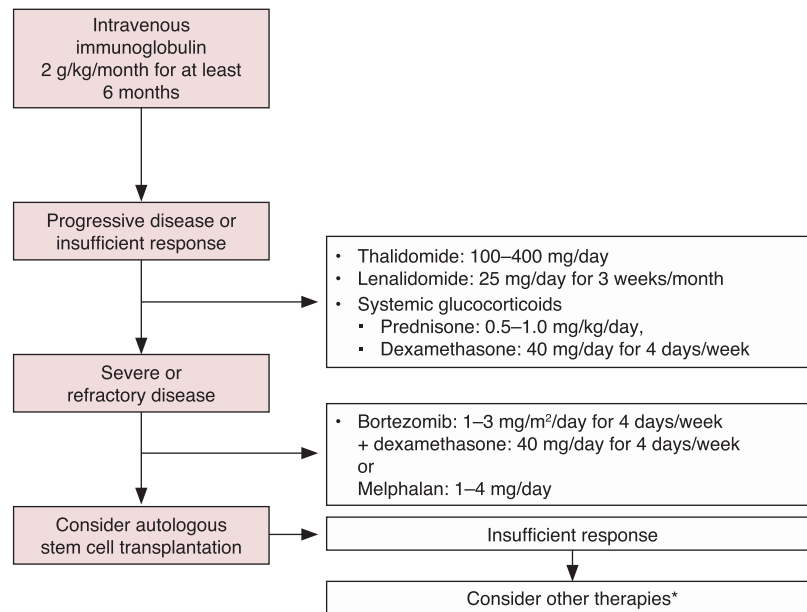 Intravenous
immunoglobulin
2 g/kg/month for at least
6 months
Progressive disease or
insufficient response
• Thalidomide: 100–400 mg/day
• Lenalidomide: 25 mg/day for 3 weeks/month
• Systemic glucocorticoids
▪ Prednisone: 0.5–1.0 mg/kg/day,
▪ Dexamethasone: 40 mg/day for 4 days/week
Severe or
refractory disease
• Bortezomib: 1–3 mg/m²/day for 4 days/week
+ dexamethasone: 40 mg/day for 4 days/week
or
Melphalan: 1–4 mg/day
Consider autologous
stem cell transplantation
Insufficient response
Consider other therapies*